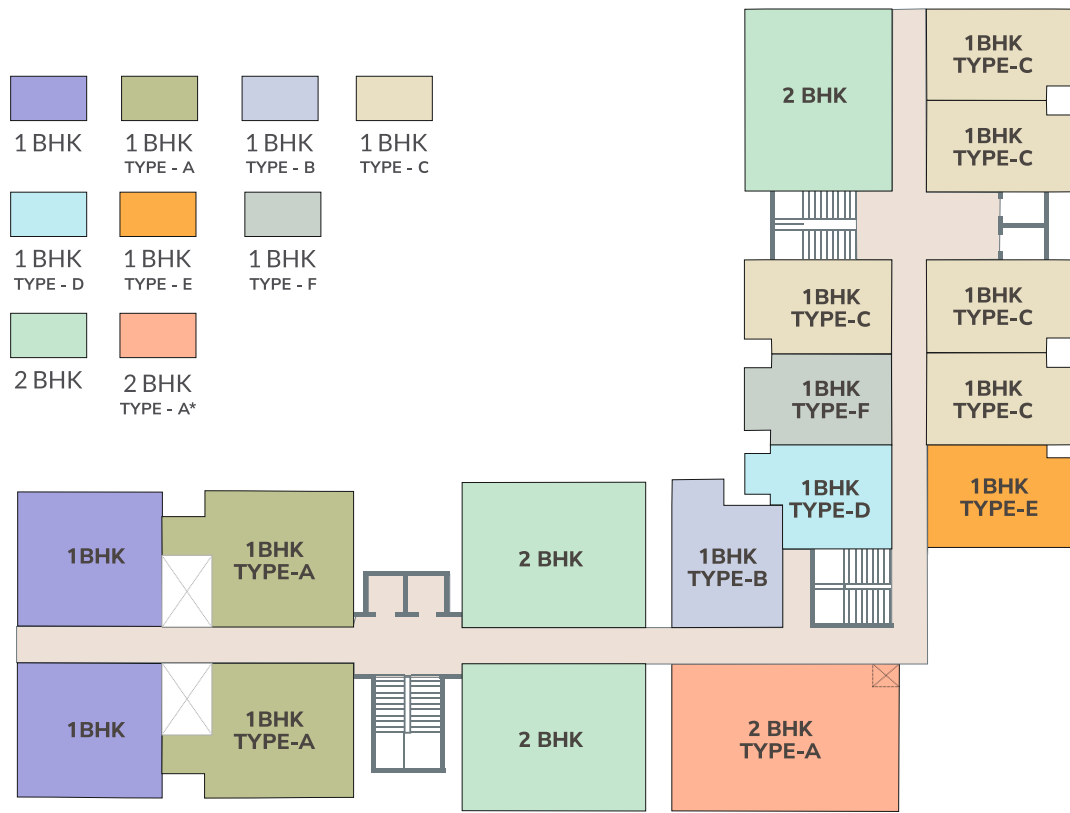 1 BHK
1 BHK
TYPE - A
1 BHK
TYPE - B
1 BHK
TYPE - C
1 BHK
TYPE - D
1 BHK
TYPE - E
1 BHK
TYPE - F
2 BHK
2 BHK
TYPE - A*
2 BHK
1BHK
TYPE-C
1BHK
TYPE-C
1BHK
TYPE-C
1BHK
TYPE-C
1BHK
TYPE-F
1BHK
TYPE-C
1BHK
TYPE-D
1BHK
TYPE-E
1BHK
1BHK
TYPE-A
2 BHK
1BHK
TYPE-B
1BHK
1BHK
TYPE-A
2 BHK
2 BHK
TYPE-A